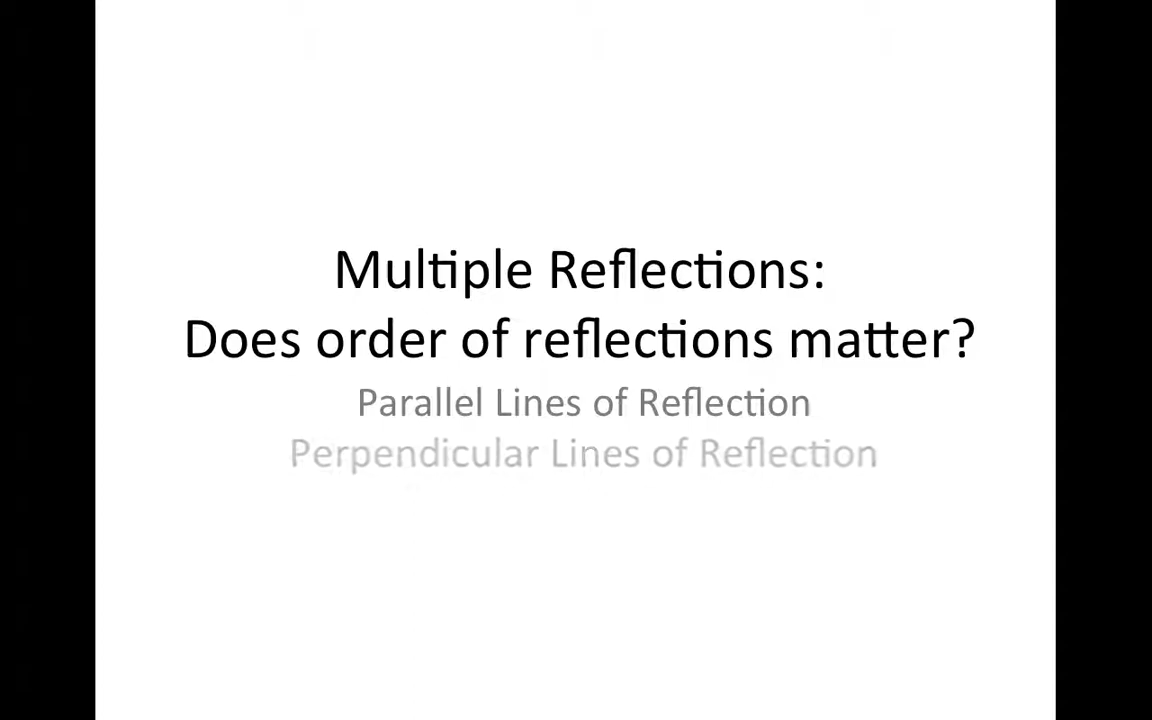 Multiple Reflections:
Does order of reflections matter?
Parallel Lines of Reflection
Perpendicular Lines of Reflection